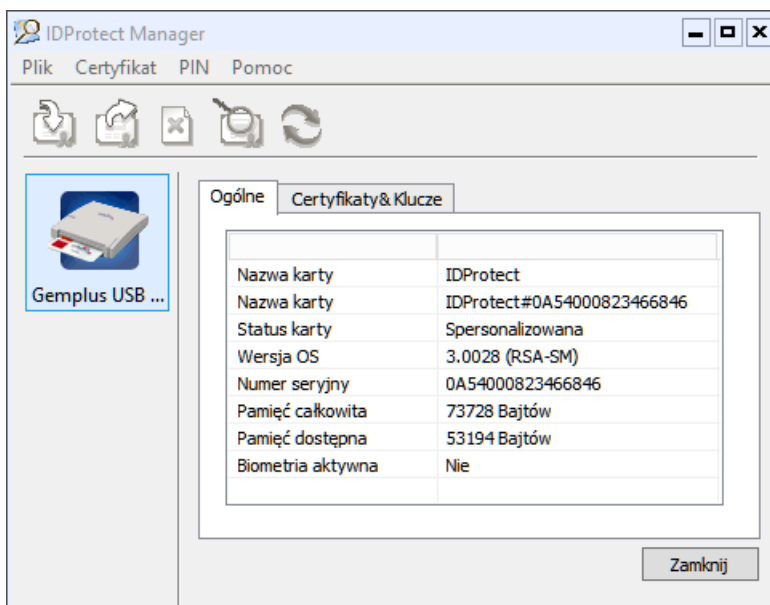 IDProtect Manager
Plik Certyfikat PIN Pomoc
Ogólne Certyfikaty& Klucze
Gemplus USB ...
Nazwa karty IDProtect
Nazwa karty IDProtect#0A54000823466846
Status karty Spersonalizowana
Wersja OS 3.0028 (RSA-SM)
Numer seryjny 0A54000823466846
Pamięć całkowita 73728 Bajtów
Pamięć dostępna 53194 Bajtów
Biometria aktywna Nie
Zamknij